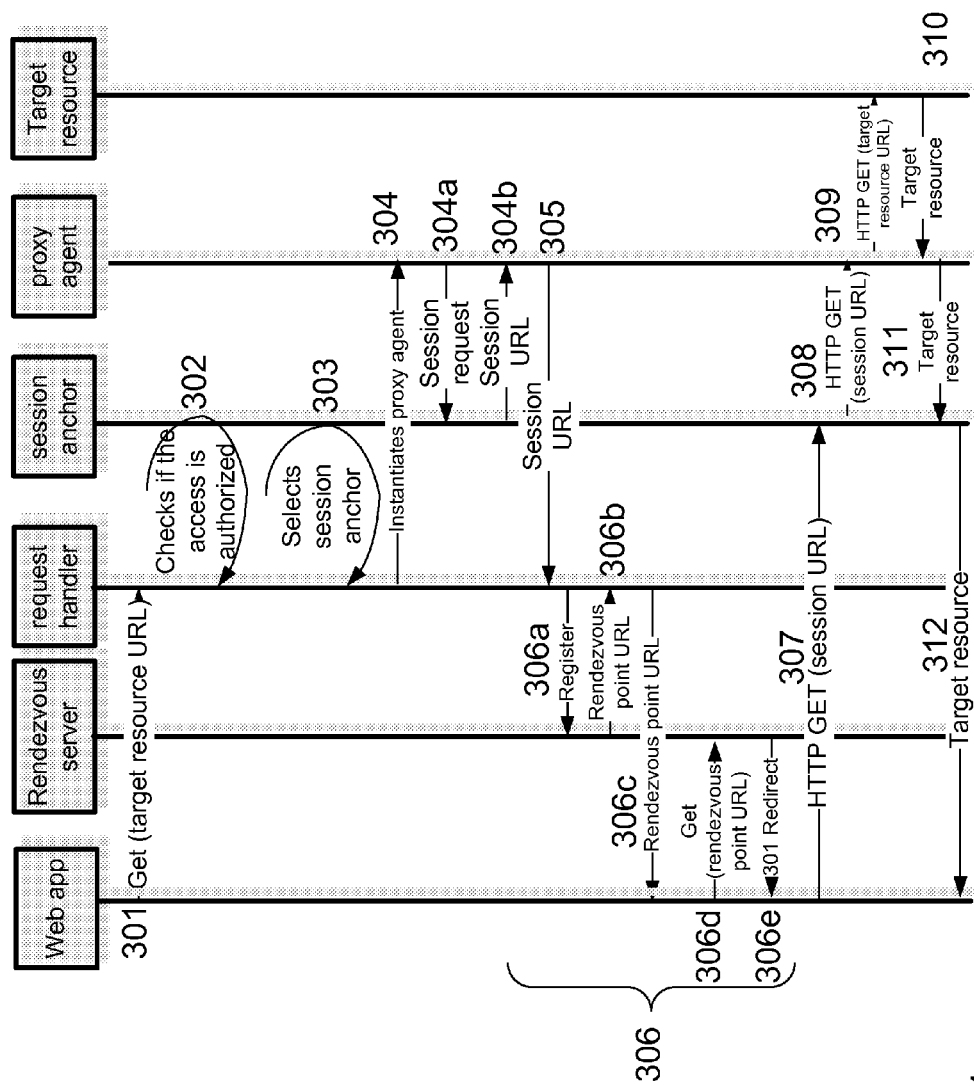 Web app
Rendezvous
server
request
handler
session
anchor
proxy
agent
Target
resource
301
Get (target resource URL)
302
Checks if the
access is
authorized
303
Selects
session
anchor
304
Instantiates proxy agent
304a
Session
request
304b
Session
URL
305
Session
URL
306
306a
Register
306b
Rendezvous
point URL
306c
Rendezvous point URL
306d
Get
(rendezvous
point URL)
306e
301 Redirect
307
HTTP GET (session URL)
308
HTTP GET
(session URL)
309
HTTP GET (target
resource URL)
310
Target
resource
311
Target
resource
312
Target resource